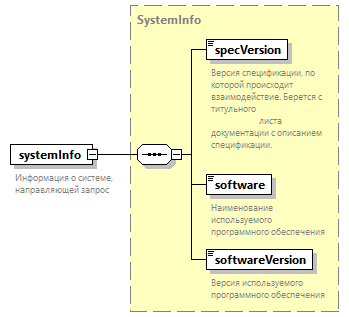 SystemInfo
specVersion
Версия спецификации, по
которой происходит
взаимодействие. Берется с
титульного
листа
документации с описанием
спецификации.
systemInfo
Информация о системе,
направляющей запрос
software
Наименование
используемого
программного обеспечения
softwareVersion
Версия используемого
программного обеспечения